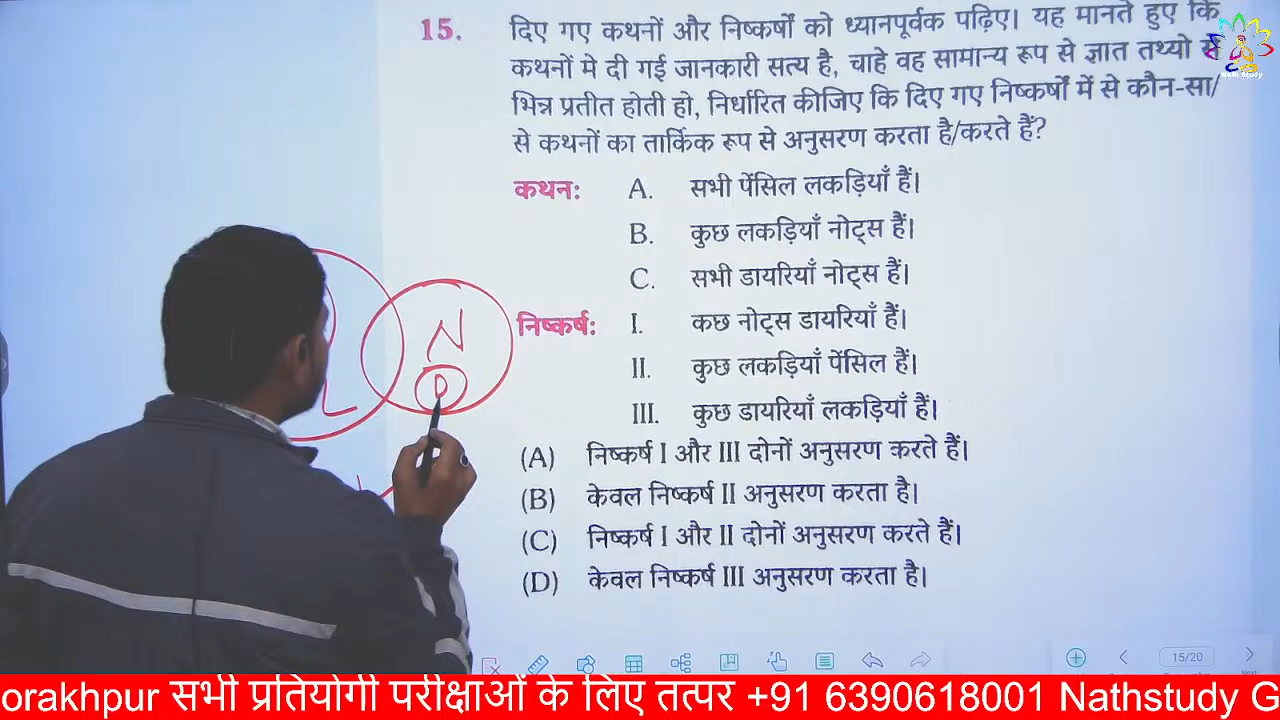 15. दिए गए कथनों और निष्कर्षों को ध्यानपूर्वक पढ़िए। यह मानते हुए कि
कथनों मे दी गई जानकारी सत्य है, चाहे वह सामान्य रूप से ज्ञात तथ्यो से
भिन्न प्रतीत होती हो, निर्धारित कीजिए कि दिए गए निष्कर्षों में से कौन-सा/
से कथनों का तार्किक रूप से अनुसरण करता है/करते हैं?
कथन: A. सभी पेंसिल लकड़ियाँ हैं।
B. कुछ लकड़ियाँ नोट्स हैं।
C. सभी डायरियाँ नोट्स हैं।
निष्कर्ष: I. कछ नोट्स डायरियाँ हैं।
II. कुछ लकड़ियाँ पेंसिल हैं।
III. कुछ डायरियाँ लकड़ियाँ हैं।
(A) निष्कर्ष I और III दोनों अनुसरण करते हैं।
(B) केवल निष्कर्ष II अनुसरण करता है।
(C) निष्कर्ष I और II दोनों अनुसरण करते हैं।
(D) केवल निष्कर्ष III अनुसरण करता है।
N
D
L
Nath Study
15/20
orakhpur सभी प्रतियोगी परीक्षाओं के लिए तत्पर +91 6390618001 Nathstudy G